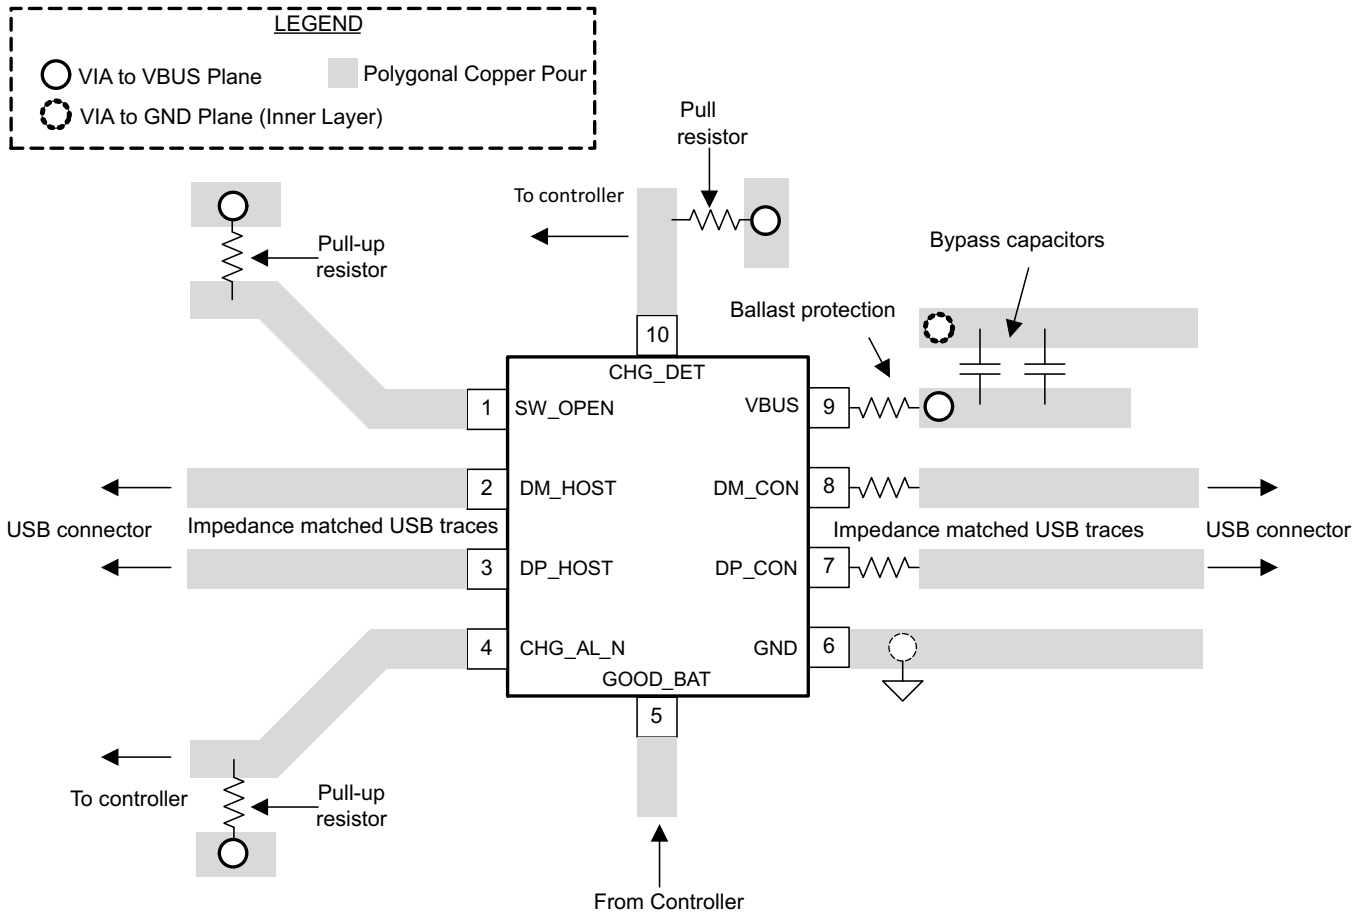 LEGEND
VIA to VBUS Plane
Polygonal Copper Pour
VIA to GND Plane (Inner Layer)
Pull
resistor
To controller
Pull-up
resistor
Bypass capacitors
Ballast protection
10
CHG_DET
1
SW_OPEN
VBUS
9
2
DM_HOST
DM_CON
8
USB connector
Impedance matched USB traces
Impedance matched USB traces
USB connector
3
DP_HOST
DP_CON
7
4
CHG_AL_N
GND
6
GOOD_BAT
5
To controller
Pull-up
resistor
From Controller